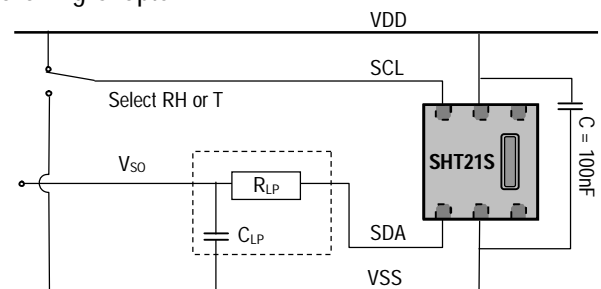 VDD
SCL
Select RH or T
C = 100nF
SHT21S
VSO
RLP
CLP
SDA
VSS